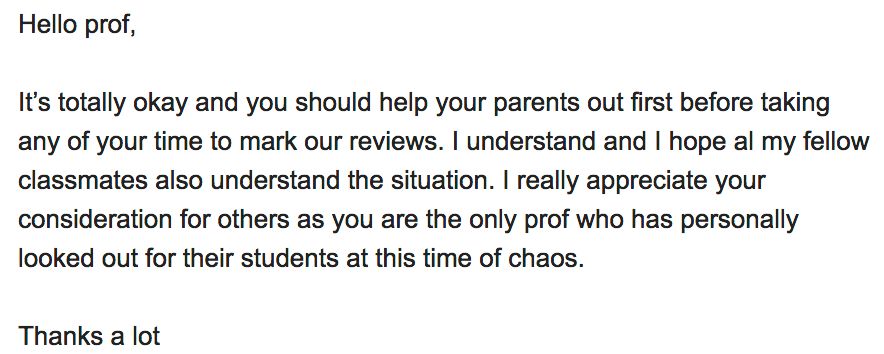 Hello prof,
It’s totally okay and you should help your parents out first before taking
any of your time to mark our reviews. I understand and I hope al my fellow
classmates also understand the situation. I really appreciate your
consideration for others as you are the only prof who has personally
looked out for their students at this time of chaos.
Thanks a lot